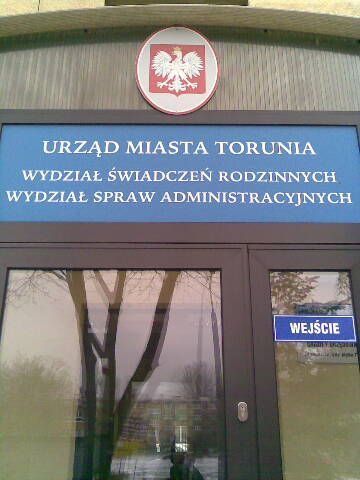 URZĄD MIASTA TORUNIA
WYDZIAŁ ŚWIADCZEŃ RODZINNYCH
WYDZIAŁ SPRAW ADMINISTRACYJNYCH
WEJŚCIE